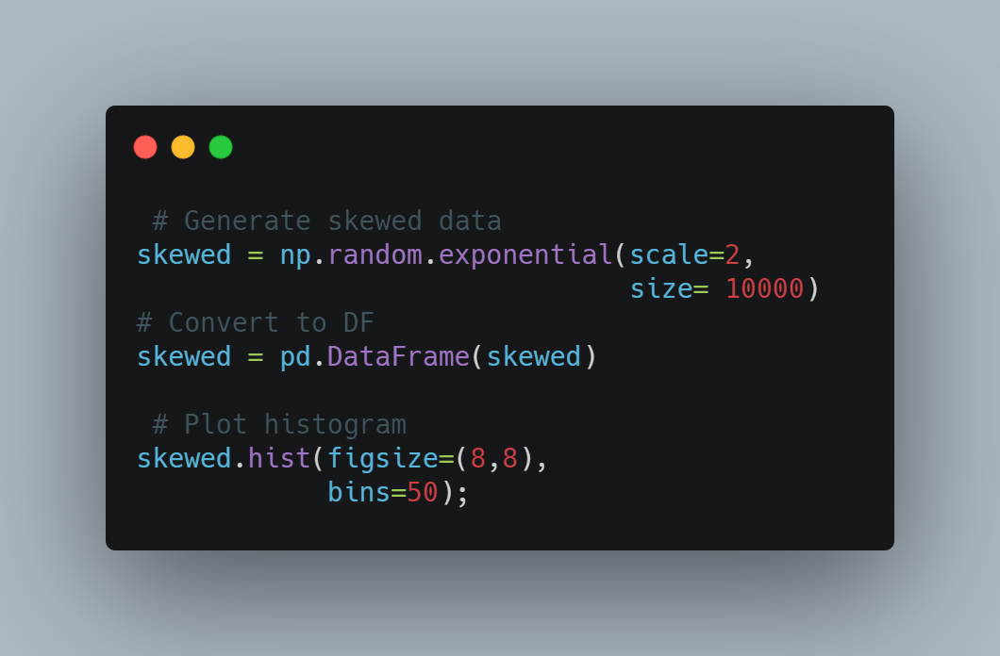 # Generate skewed data
skewed = np.random.exponential(scale=2,
size= 10000)
# Convert to DF
skewed = pd.DataFrame(skewed)
# Plot histogram
skewed.hist(figsize=(8,8),
bins=50);